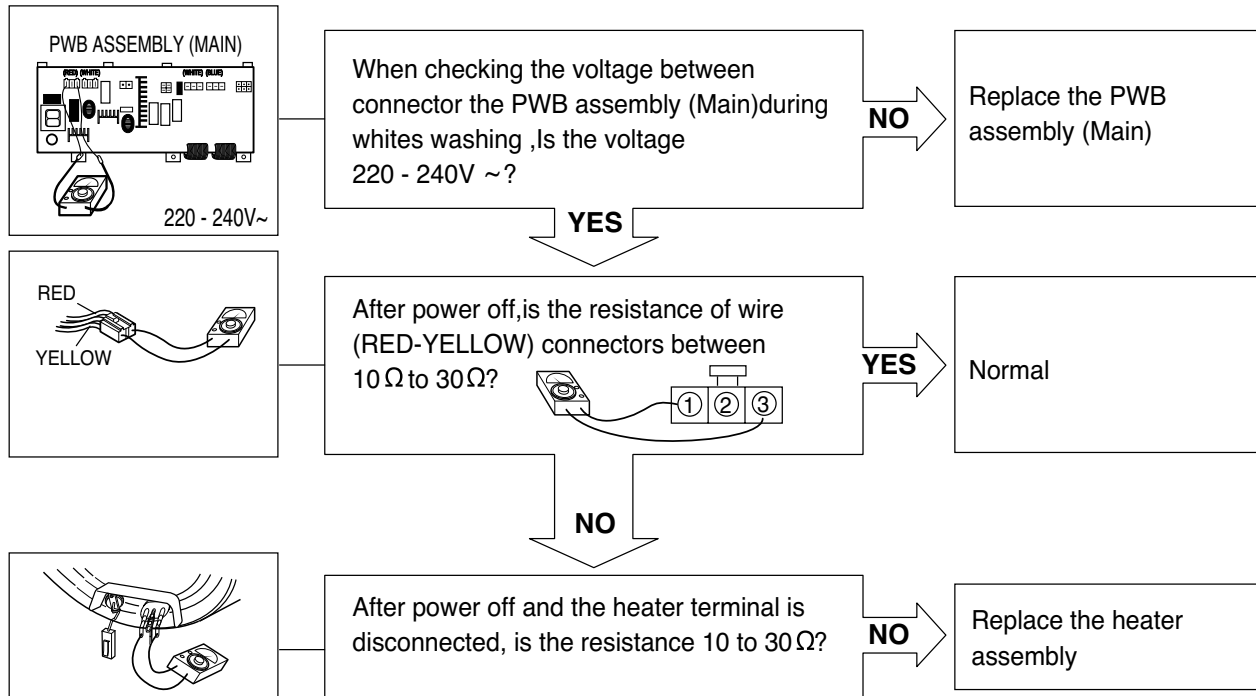 PWB ASSEMBLY (MAIN)
(RED) (WHITE) (WHITE) (BLUE)
220 - 240V~
When checking the voltage between
connector the PWB assembly (Main)during
whites washing ,Is the voltage
220 - 240V ~?
NO
Replace the PWB
assembly (Main)
YES
RED
YELLOW
After power off,is the resistance of wire
(RED-YELLOW) connectors between
10 Ω to 30 Ω?
① ② ③
YES
Normal
NO
After power off and the heater terminal is
disconnected, is the resistance 10 to 30 Ω?
NO
Replace the heater
assembly